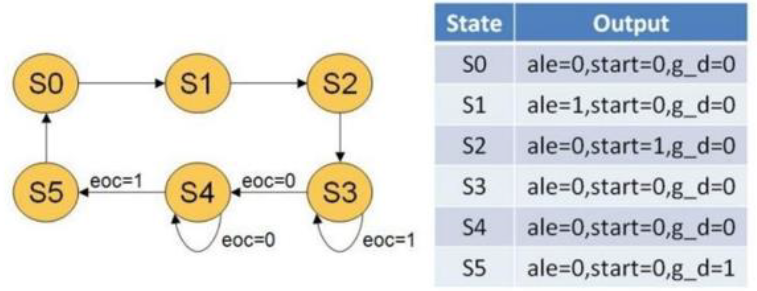 S0 S1 S2
S5 eoc=1 S4 eoc=0 S3
eoc=0 eoc=1
State Output
S0 ale=0,start=0,g_d=0
S1 ale=1,start=0,g_d=0
S2 ale=0,start=1,g_d=0
S3 ale=0,start=0,g_d=0
S4 ale=0,start=0,g_d=0
S5 ale=0,start=0,g_d=1